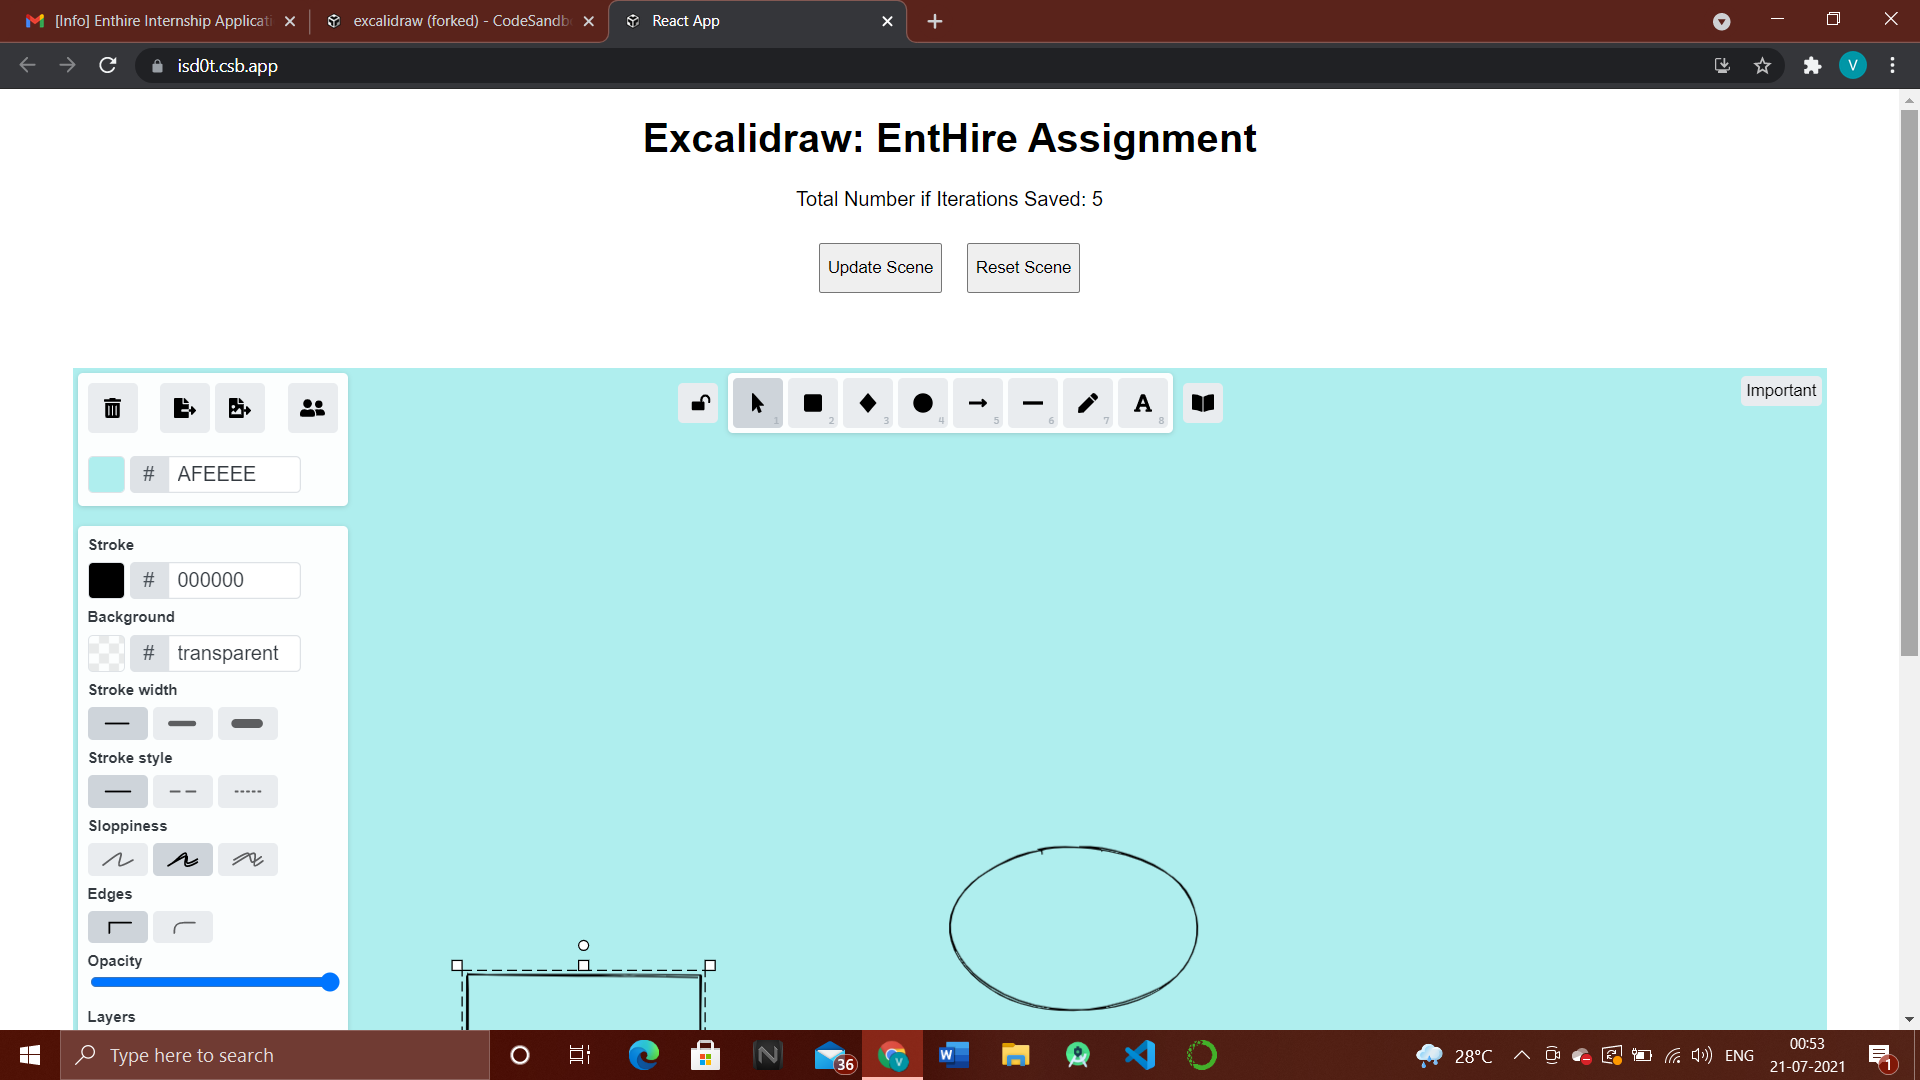 [Info] Enthire Internship Applicati
excalidraw (forked) - CodeSandb
React App
isd0t.csb.app
V
Excalidraw: EntHire Assignment
Total Number if Iterations Saved: 5
Update Scene
Reset Scene
1
2
3
4
5
6
7
A
8
Important
# AFEEEE
Stroke
# 000000
Background
# transparent
Stroke width
Stroke style
Sloppiness
Edges
Opacity
Layers
Type here to search
36
V
W
28°C
ENG
00:53
21-07-2021
1